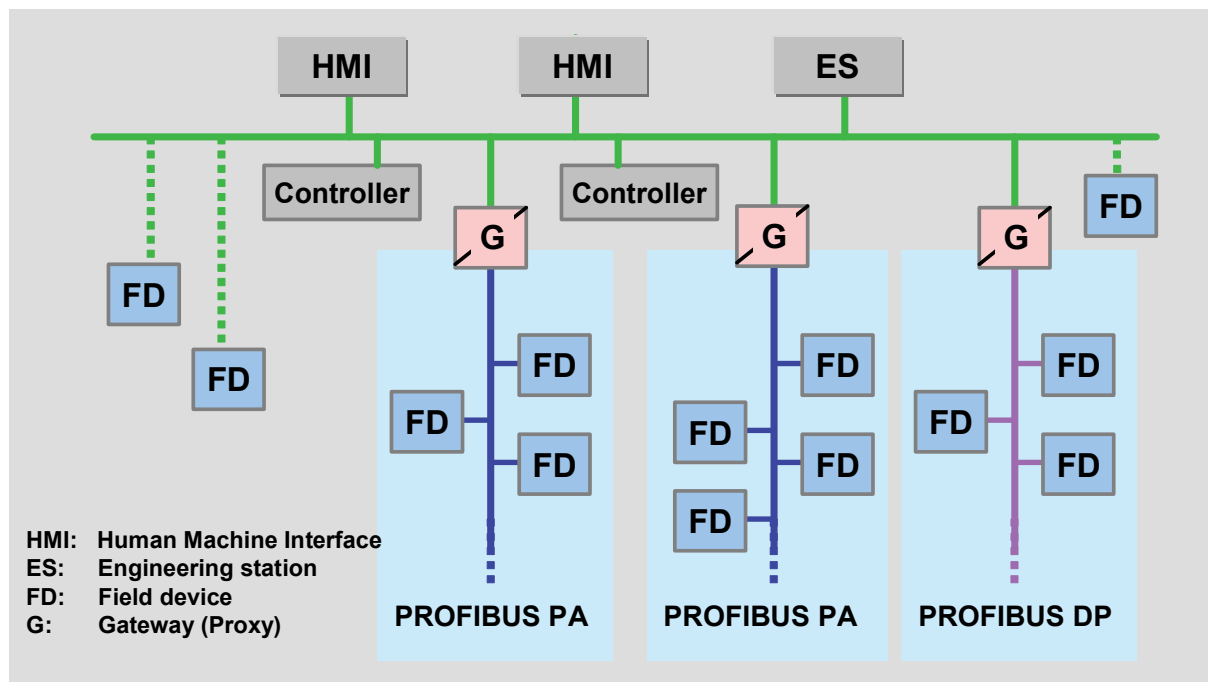 HMI
HMI
ES
Controller
Controller
FD
G
G
G
FD
FD
FD
FD
FD
FD
FD
FD
FD
FD
FD
FD
FD
HMI: Human Machine Interface
ES: Engineering station
FD: Field device
G: Gateway (Proxy)
PROFIBUS PA
PROFIBUS PA
PROFIBUS DP